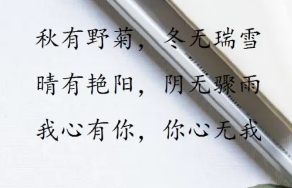 秋有野菊，冬无瑞雪
晴有艳阳，阴无骤雨
我心有你，你心无我